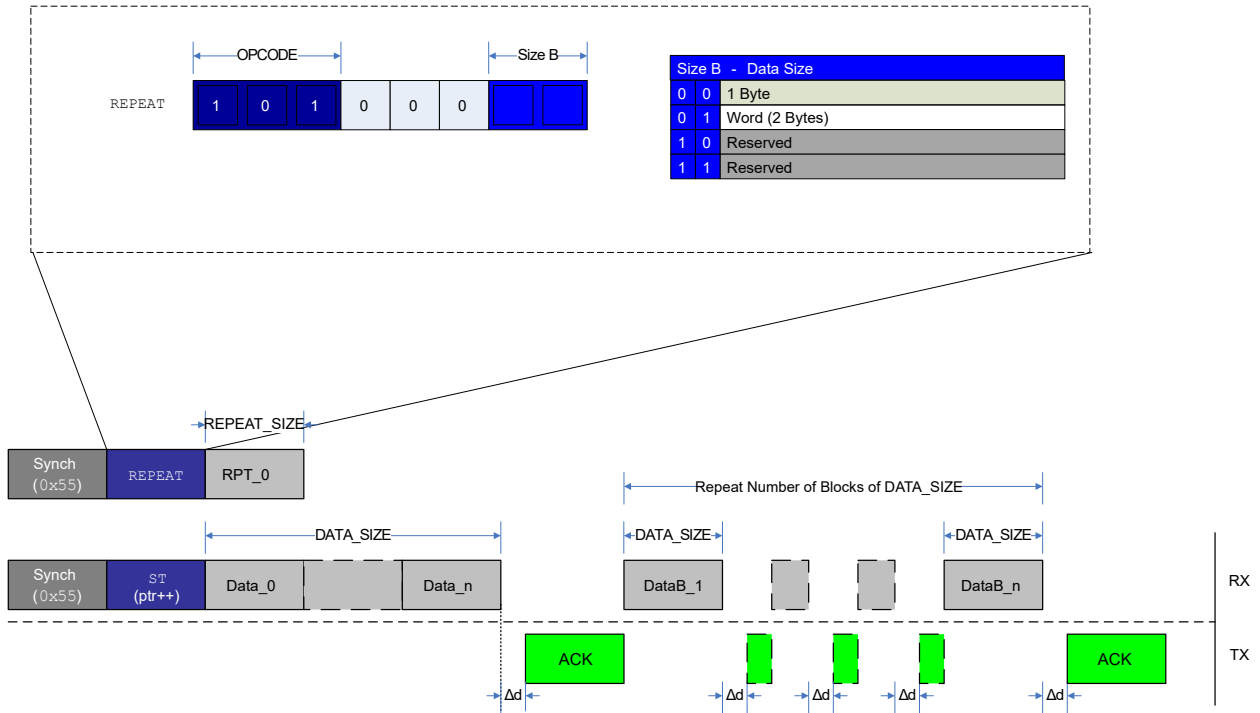 OPCODE
Size B
REPEAT
1 0 1 0 0 0
Size B - Data Size
0 0 1 Byte
0 1 Word (2 Bytes)
1 0 Reserved
1 1 Reserved
REPEAT_SIZE
Synch
(0x55)
REPEAT
RPT_0
Repeat Number of Blocks of DATA_SIZE
DATA_SIZE
DATA_SIZE
DATA_SIZE
Synch
(0x55)
ST
(ptr++)
Data_0
Data_n
DataB_1
DataB_n
RX
ACK
ACK
TX
Δd
Δd
Δd
Δd
Δd